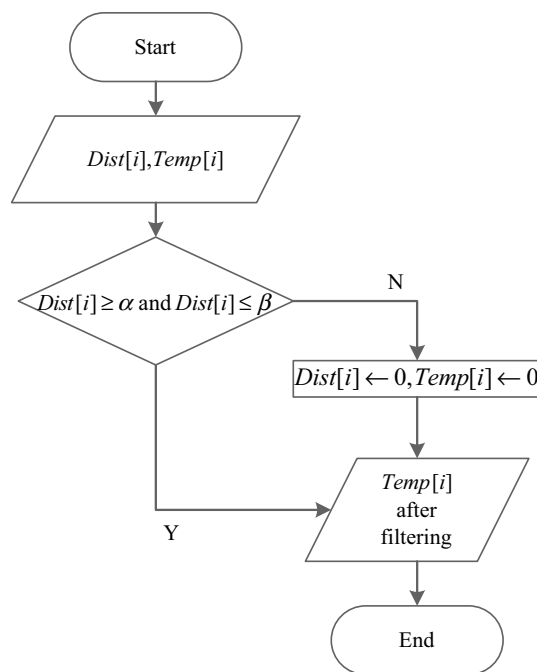 Start
Dist[i],Temp[i]
Dist[i] ≥ α and Dist[i] ≤ β
N
Dist[i] ← 0, Temp[i] ← 0
Temp[i]
after
filtering
Y
End